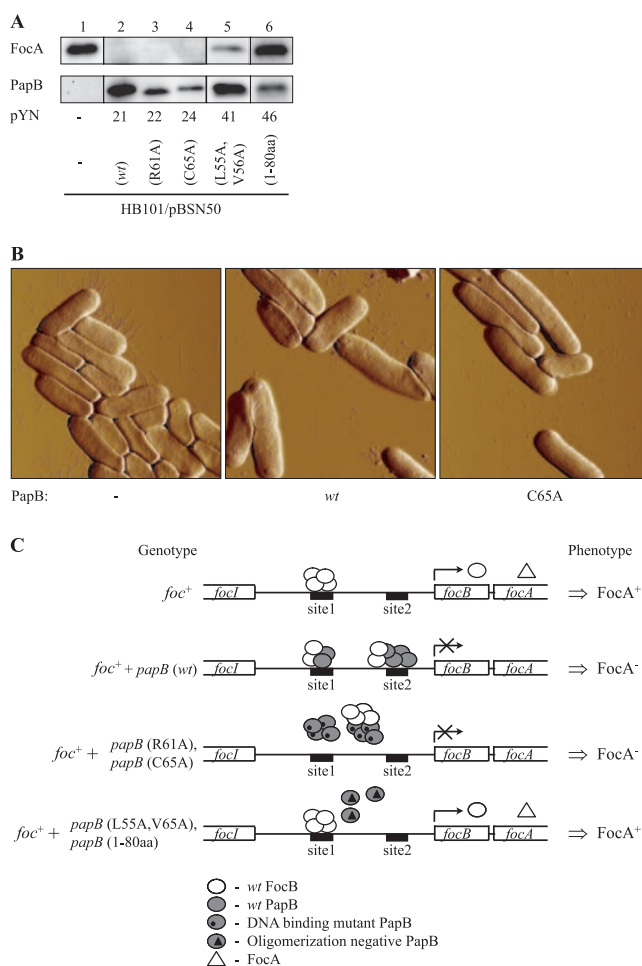 A
1 2 3 4 5 6
FocA
PapB
pYN - 21 22 24 41 46
- (wt) (R61A) (C65A) (L55A, V56A) (1-80aa)
HB101/pBSN50
B
PapB: - wt C65A
C
Genotype Phenotype
foc+ focI site1 site2 focB focA ⇒ FocA+
foc+ + papB (wt) focI site1 site2 focB focA ⇒ FocA-
foc+ + papB (R61A), papB (C65A) focI site1 site2 focB focA ⇒ FocA-
foc+ + papB (L55A,V65A), papB (1-80aa) focI site1 site2 focB focA ⇒ FocA+
- wt FocB
- wt PapB
- DNA binding mutant PapB
- Oligomerization negative PapB
- FocA